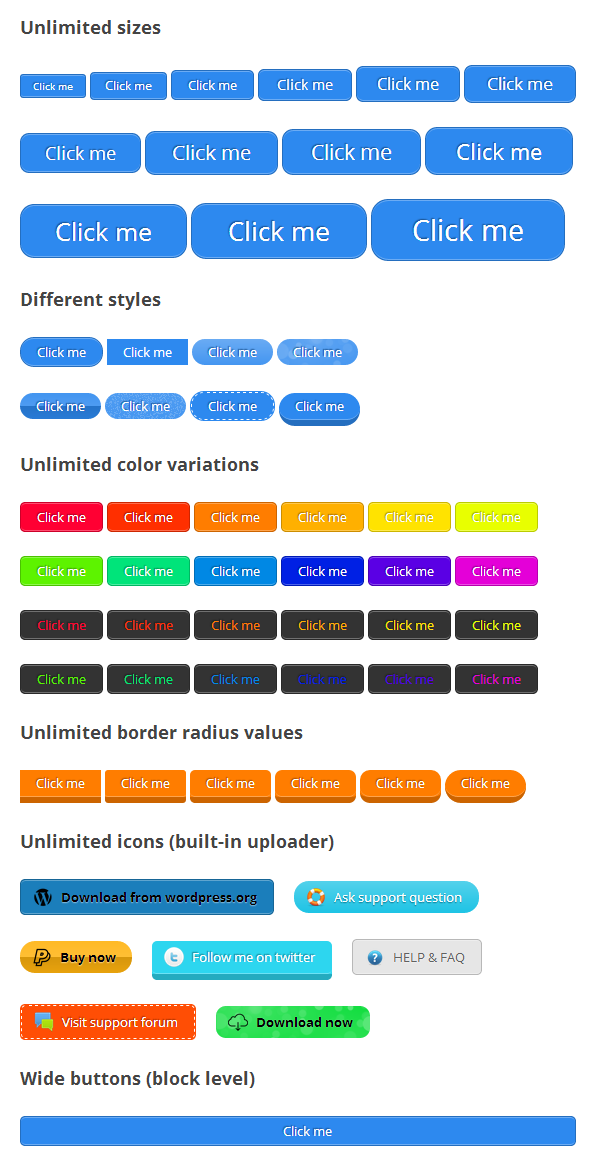 Unlimited sizes
Click me Click me Click me Click me Click me Click me
Click me Click me Click me Click me
Click me Click me Click me
Different styles
Click me Click me Click me Click me
Click me Click me Click me Click me
Unlimited color variations
Click me Click me Click me Click me Click me Click me
Click me Click me Click me Click me Click me Click me
Click me Click me Click me Click me Click me Click me
Click me Click me Click me Click me Click me Click me
Unlimited border radius values
Click me Click me Click me Click me Click me Click me
Unlimited icons (built-in uploader)
Download from wordpress.org Ask support question
Buy now Follow me on twitter HELP & FAQ
Visit support forum Download now
Wide buttons (block level)
Click me